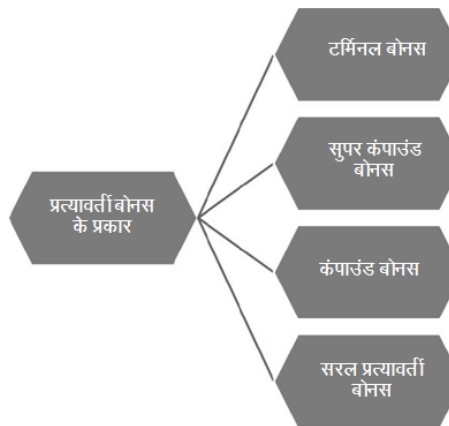 टर्मिनल बोनस
सुपर कंपाउंड
बोनस
प्रत्यावर्ती बोनस
के प्रकार
कंपाउंड बोनस
सरल प्रत्यावर्ती
बोनस